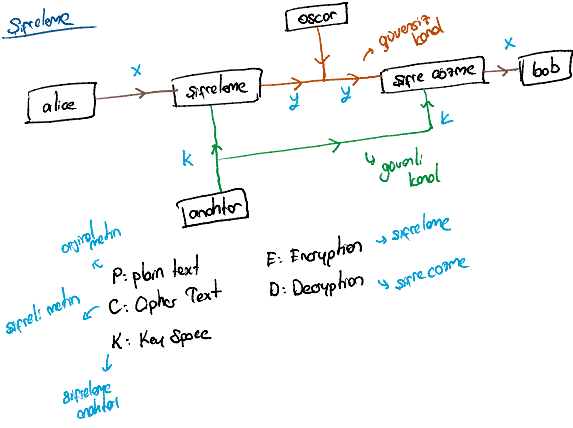 Şifreleme
oscar
güvensiz
kanal
x
x
alice
şifreleme
y
y
şifre çözme
bob
K
K
güvenli
kanal
anahtar
orjinal metin
P: plain text
E: Encryption → şifreleme
şifreli metin
C: Cipher Text
D: Decryption → şifre çözme
K: Key Space
şifreleme
anahtarı